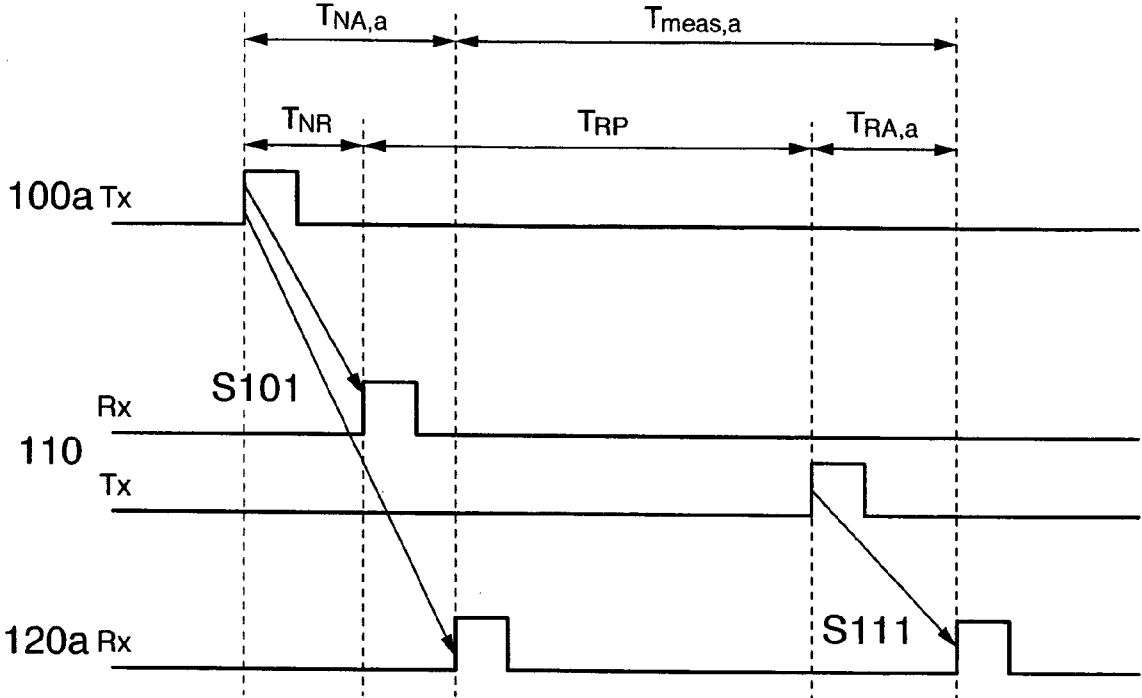 TNA,a Tmeas,a
TNR TRP TRA,a
100a Tx
S101
Rx
110
Tx
120a Rx S111